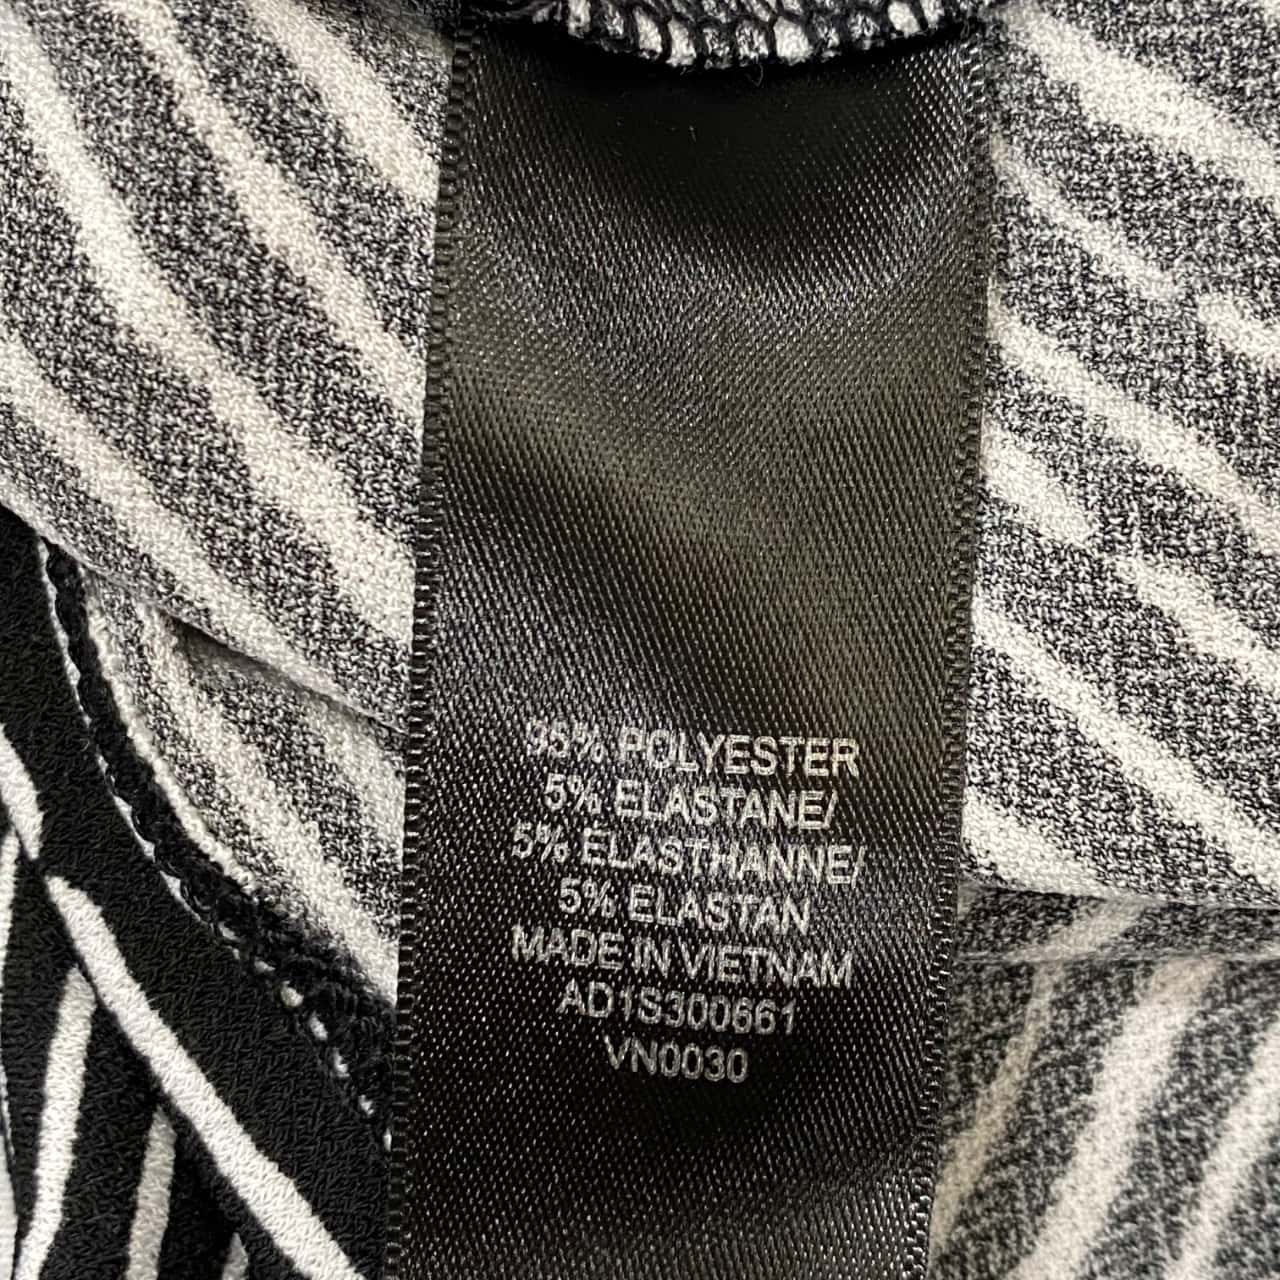 95% POLYESTER
5% ELASTANE/
5% ELASTHANNE/
5% ELASTAN
MADE IN VIETNAM
AD1S300661
VN0030